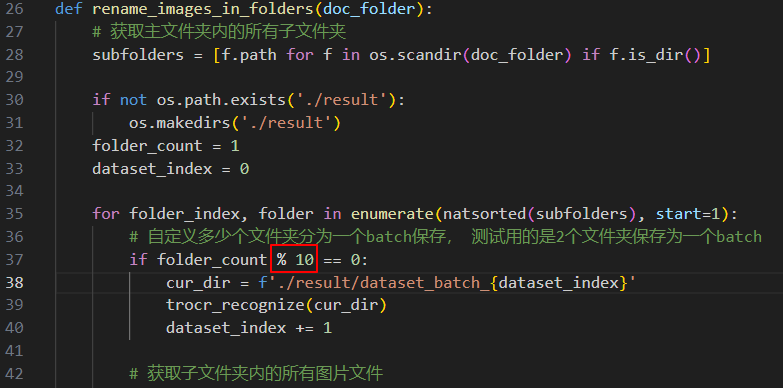 26 def rename_images_in_folders(doc_folder):
27     # 获取主文件夹内的所有子文件夹
28     subfolders = [f.path for f in os.scandir(doc_folder) if f.is_dir()]
29
30     if not os.path.exists('./result'):
31         os.makedirs('./result')
32     folder_count = 1
33     dataset_index = 0
34
35     for folder_index, folder in enumerate(natsorted(subfolders), start=1):
36         # 自定义多少个文件夹分为一个batch保存， 测试用的是2个文件夹保存为一个batch
37         if folder_count % 10 == 0:
38             cur_dir = f'./result/dataset_batch_{dataset_index}'
39             trocr_recognize(cur_dir)
40             dataset_index += 1
41
42         # 获取子文件夹内的所有图片文件